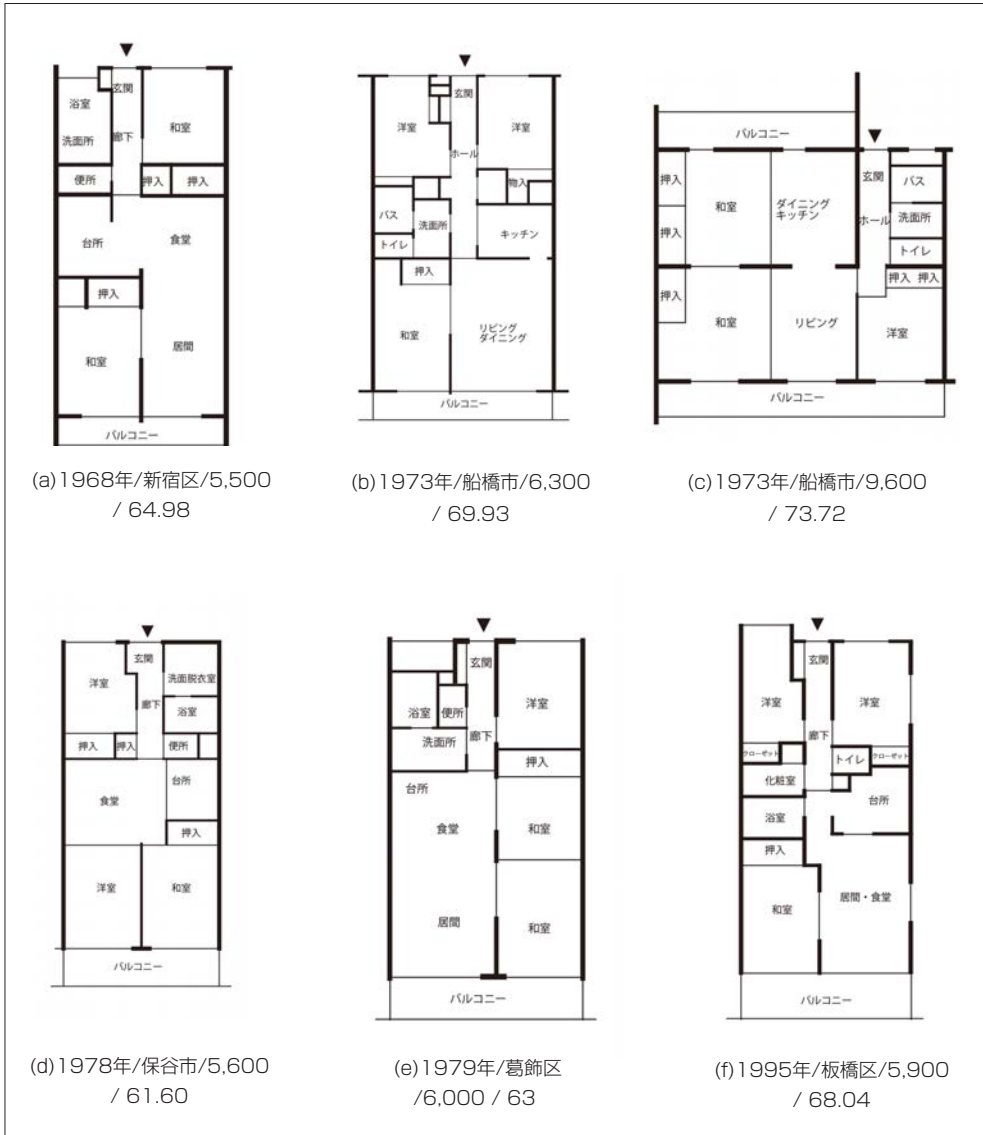 玄関
浴室
和室
洗面所
廊下
便所
押入
押入
台所
食堂
押入
和室
居間
バルコニー
(a)1968年/新宿区/5,500
/ 64.98
玄関
洋室
洋室
ホール
物入
バス
洗面所
キッチン
トイレ
押入
和室
リビング
ダイニング
バルコニー
(b)1973年/船橋市/6,300
/ 69.93
バルコニー
玄関
押入
和室
ダイニング
キッチン
バス
ホール
洗面所
押入
トイレ
押入
押入 押入
和室
リビング
洋室
バルコニー
(c)1973年/船橋市/9,600
/ 73.72
玄関
洋室
洗面脱衣室
廊下
浴室
押入
押入
便所
台所
食堂
押入
洋室
和室
バルコニー
(d)1978年/保谷市/5,600
/ 61.60
玄関
洋室
浴室
便所
廊下
洗面所
押入
台所
食堂
和室
居間
和室
バルコニー
(e)1979年/葛飾区
/6,000 / 63
玄関
洋室
洋室
廊下
クローゼット
トイレ
クローゼット
化粧室
台所
浴室
押入
居間・食堂
和室
バルコニー
(f)1995年/板橋区/5,900
/ 68.04